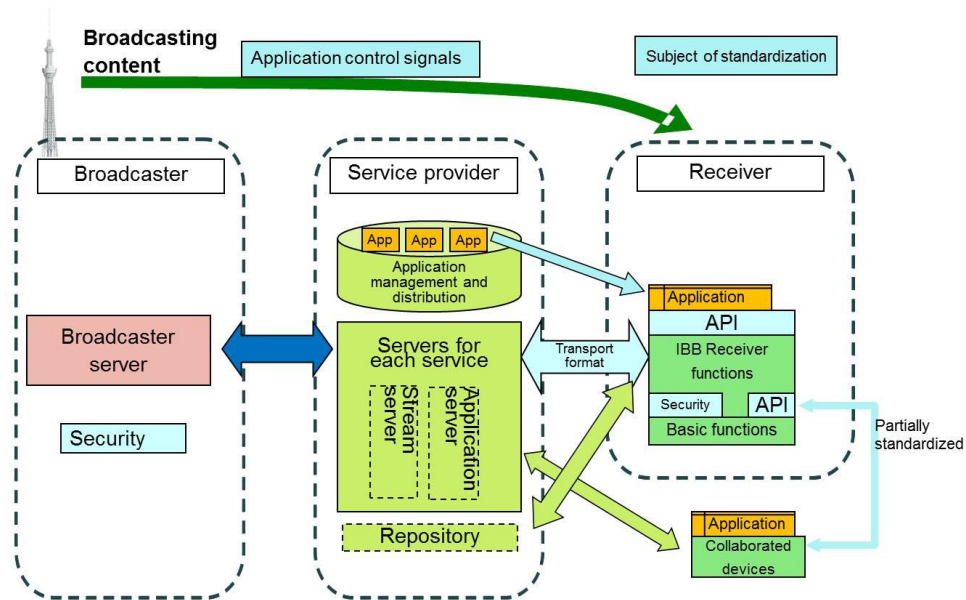 Broadcasting
content
Application control signals
Subject of standardization
Broadcaster
Service provider
Receiver
App
App
App
Application
management and
distribution
Application
API
IBB Receiver
functions
Security
API
Basic functions
Broadcaster
server
Security
Servers for
each service
Stream
server
Application
server
Repository
Transport
format
Partially
standardized
Application
Collaborated
devices